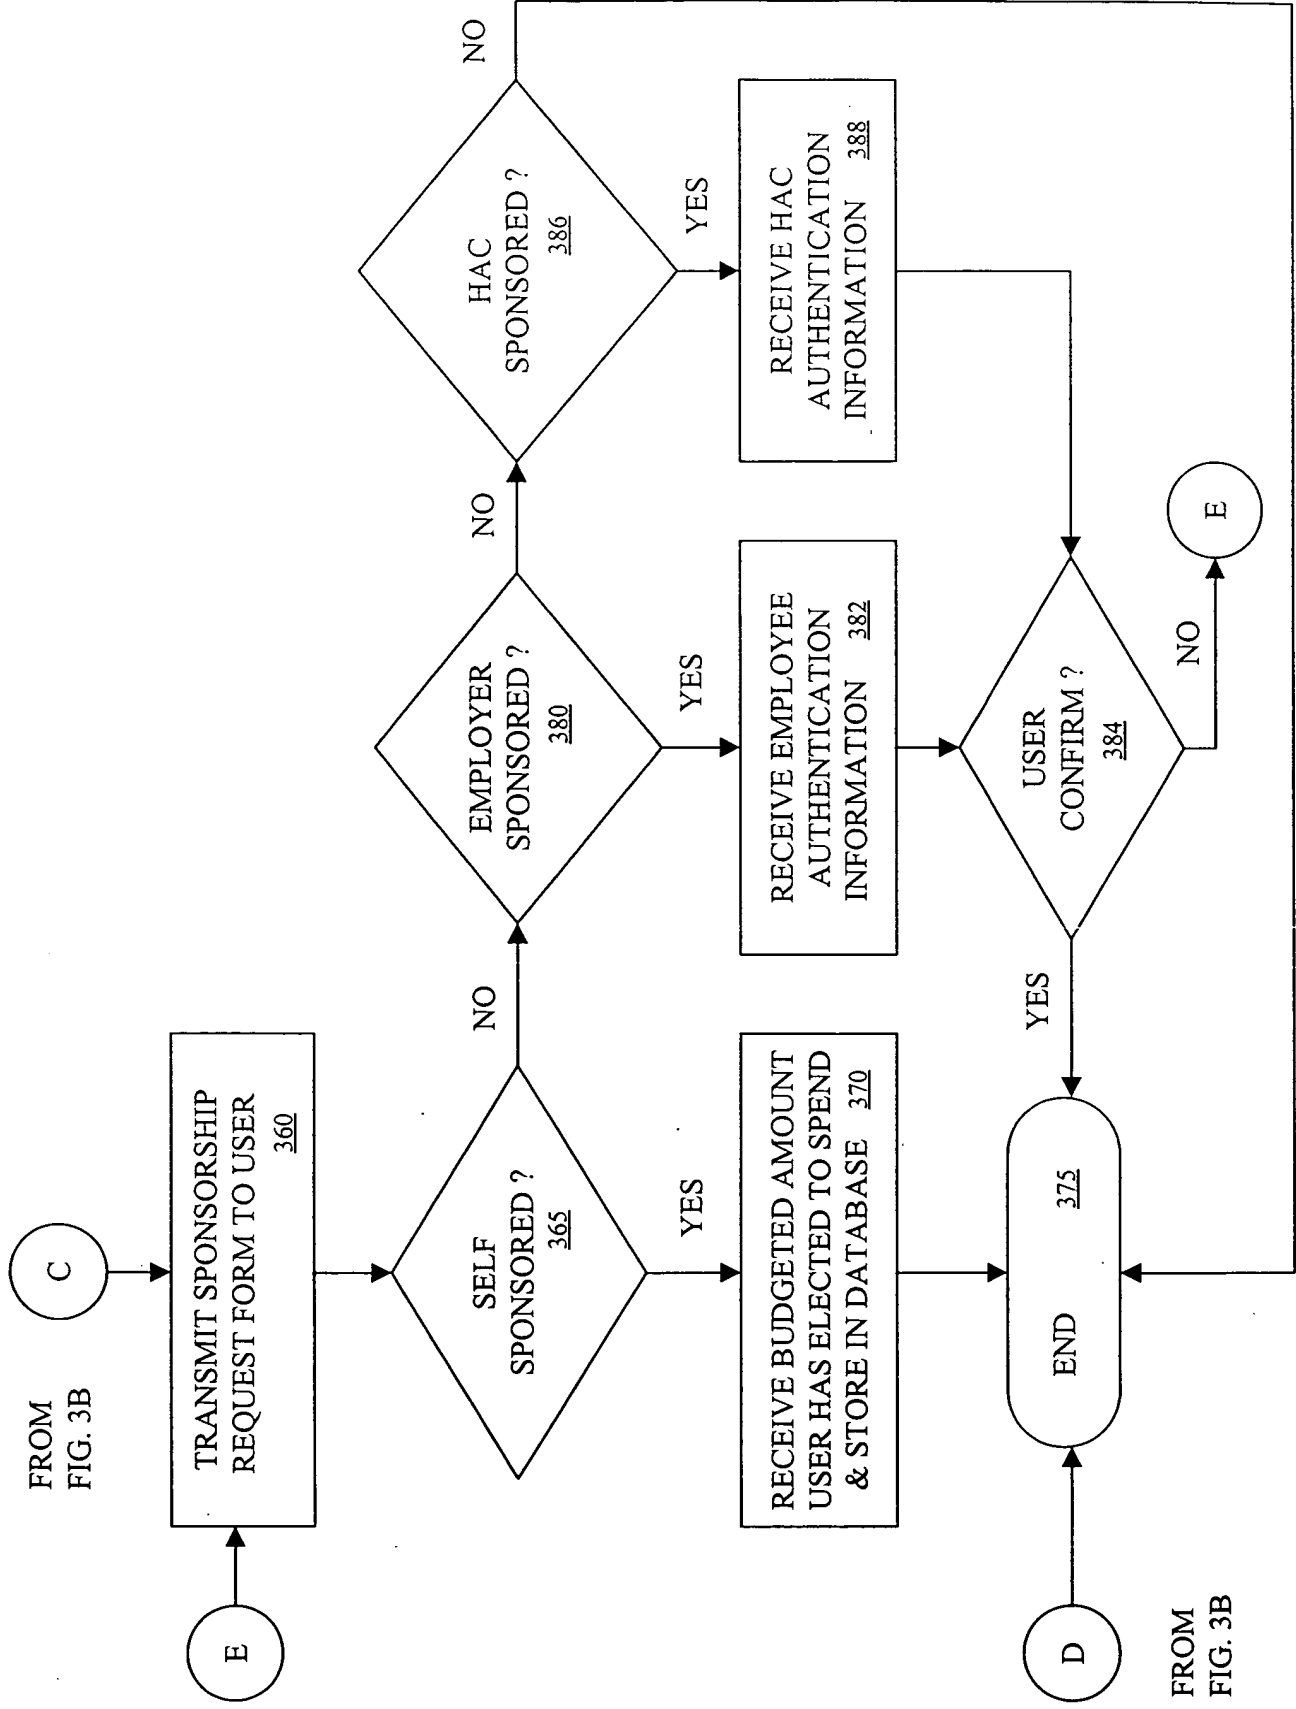 FROM
FIG. 3B
C
E
TRANSMIT SPONSORSHIP
REQUEST FORM TO USER
360
SELF
SPONSORED ?
365
NO
YES
EMPLOYER
SPONSORED ?
380
NO
YES
HAC
SPONSORED ?
386
NO
YES
RECEIVE BUDGETED AMOUNT
USER HAS ELECTED TO SPEND
& STORE IN DATABASE 370
RECEIVE EMPLOYEE
AUTHENTICATION
INFORMATION 382
RECEIVE HAC
AUTHENTICATION
INFORMATION 388
USER
CONFIRM ?
384
YES
NO
E
END 375
D
FROM
FIG. 3B